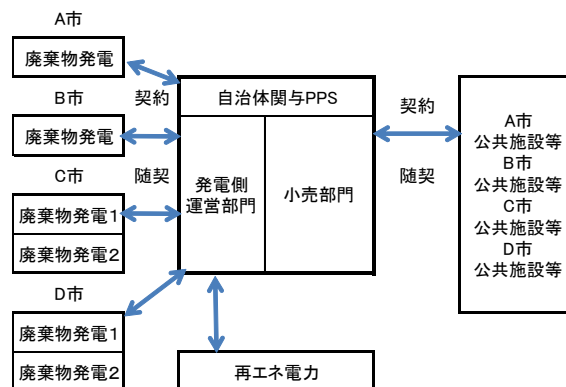 A市
廃棄物発電
B市
廃棄物発電
C市
廃棄物発電1
廃棄物発電2
D市
廃棄物発電1
廃棄物発電2
契約
随契
自治体関与PPS
発電側
運営部門
小売部門
再エネ電力
契約
随契
A市
公共施設等
B市
公共施設等
C市
公共施設等
D市
公共施設等